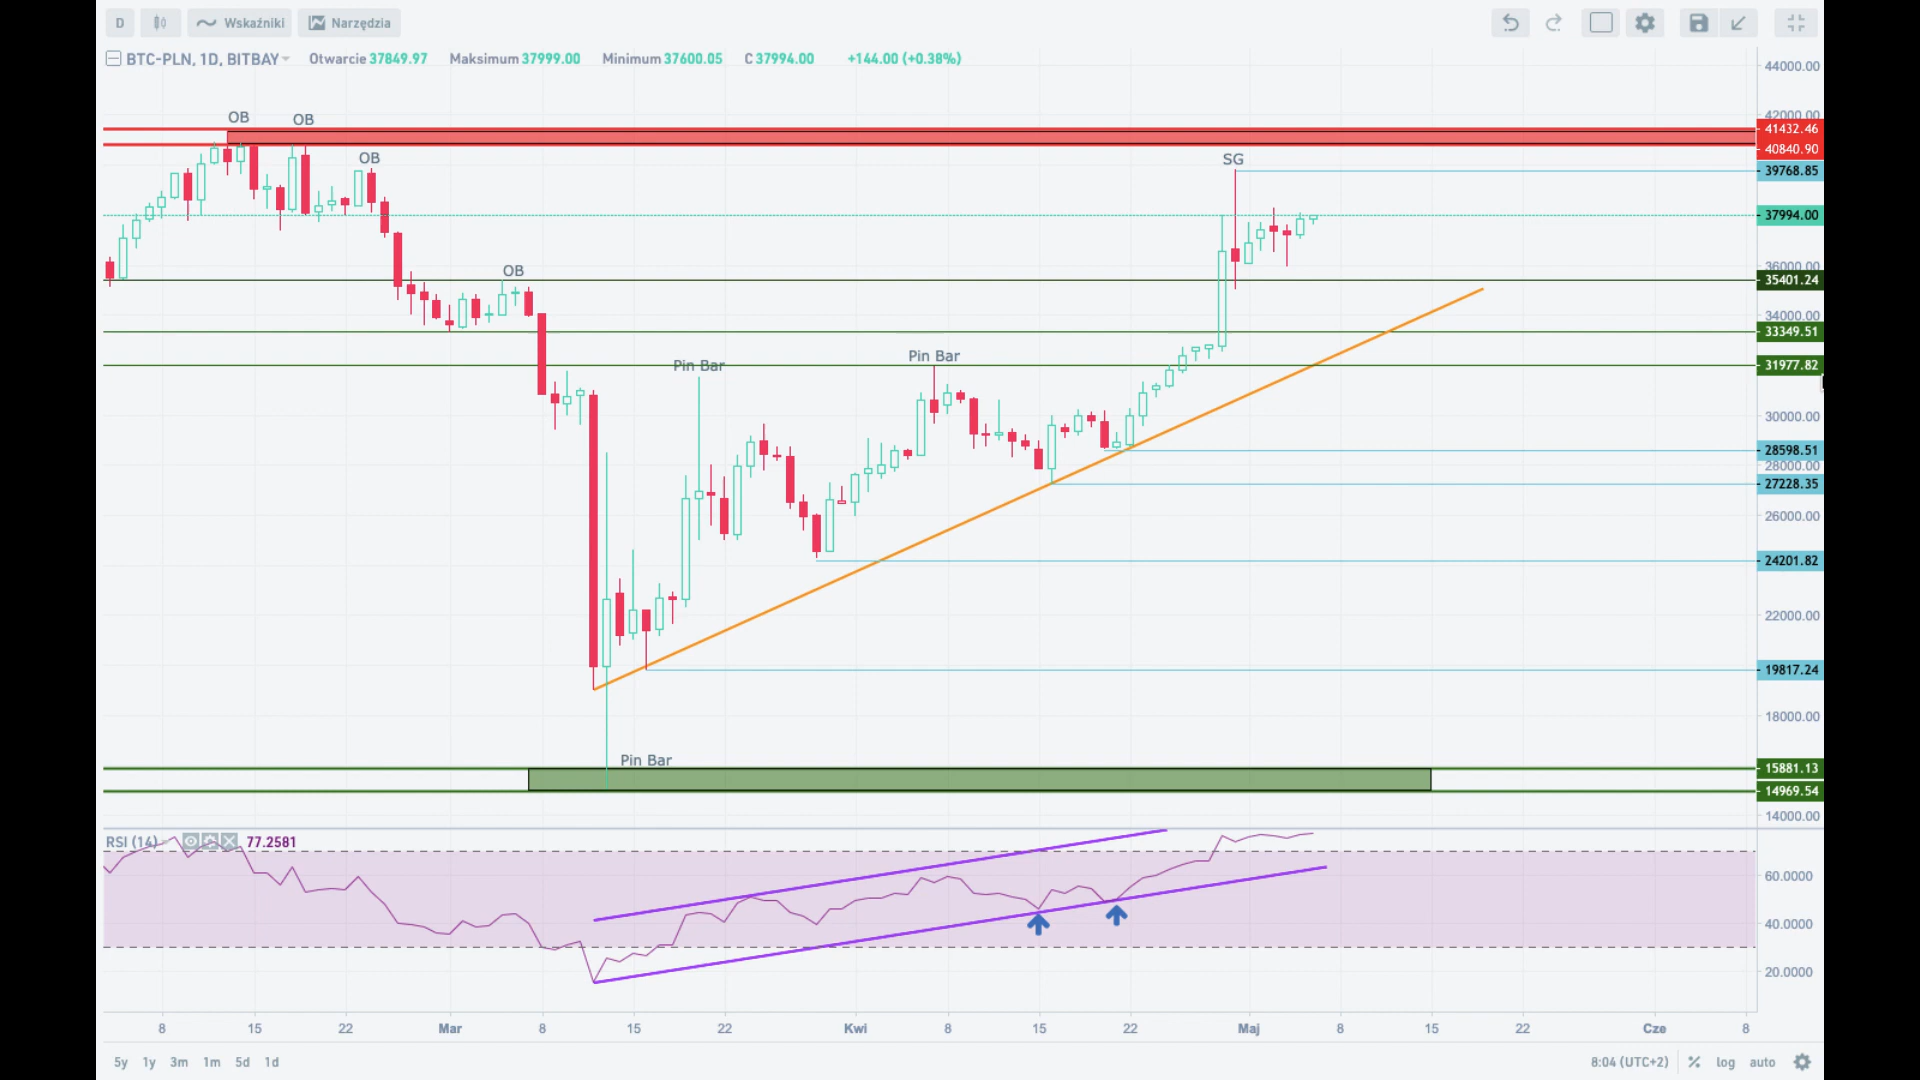 D Wskaźniki Narzędzia
BTC-PLN, 1D, BITBAY Otwarcie 37849.97 Maksimum 37999.00 Minimum 37600.05 C 37994.00 +144.00 (+0.38%)
44000.00
42000.00
OB
OB
41432.46
40840.90
OB
SG
39768.85
37994.00
36000.00
OB
35401.24
34000.00
33349.51
Pin Bar
Pin Bar
31977.82
30000.00
28598.51
28000.00
27228.35
26000.00
24201.82
22000.00
19817.24
18000.00
Pin Bar
15881.13
14969.54
14000.00
RSI (14) 77.2581
60.0000
40.0000
20.0000
8 15 22 Mar 8 15 22 Kwi 8 15 22 Maj 8 15 22 Cze 8
5y 1y 3m 1m 5d 1d 8:04 (UTC+2) % log auto